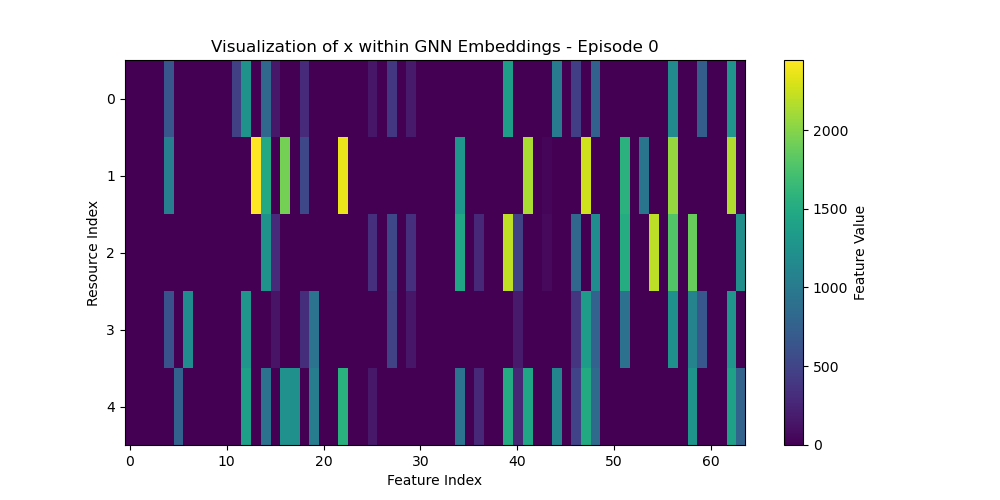 Visualization of x within GNN Embeddings - Episode 0
Resource Index
0
1
2
3
4
0 10 20 30 40 50 60
Feature Index
2000
1500
1000
500
0
Feature Value